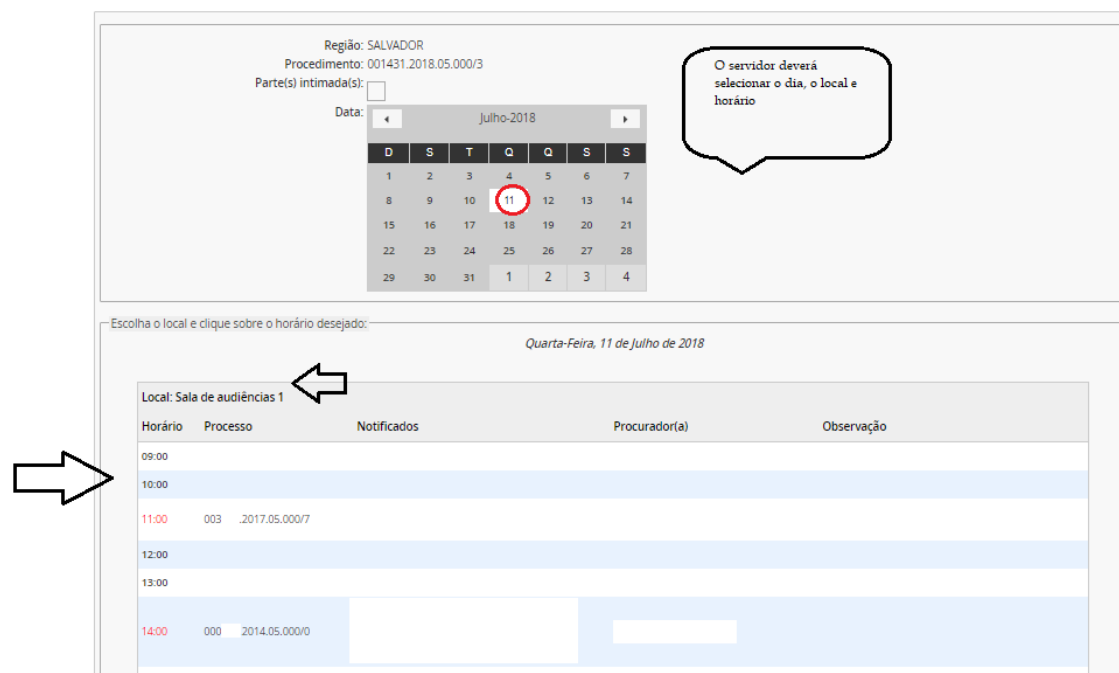 Região: SALVADOR
Procedimento: 001431.2018.05.000/3
Parte(s) intimada(s):
Data:
Julho-2018
D S T Q Q S S
1 2 3 4 5 6 7
8 9 10 11 12 13 14
15 16 17 18 19 20 21
22 23 24 25 26 27 28
29 30 31 1 2 3 4
O servidor deverá
selecionar o dia, o local e
horário
Escolha o local e clique sobre o horário desejado:
Quarta-Feira, 11 de Julho de 2018
Local: Sala de audiências 1
Horário Processo Notificados Procurador(a) Observação
09:00
10:00
11:00 003 .2017.05.000/7
12:00
13:00
14:00 000 2014.05.000/0